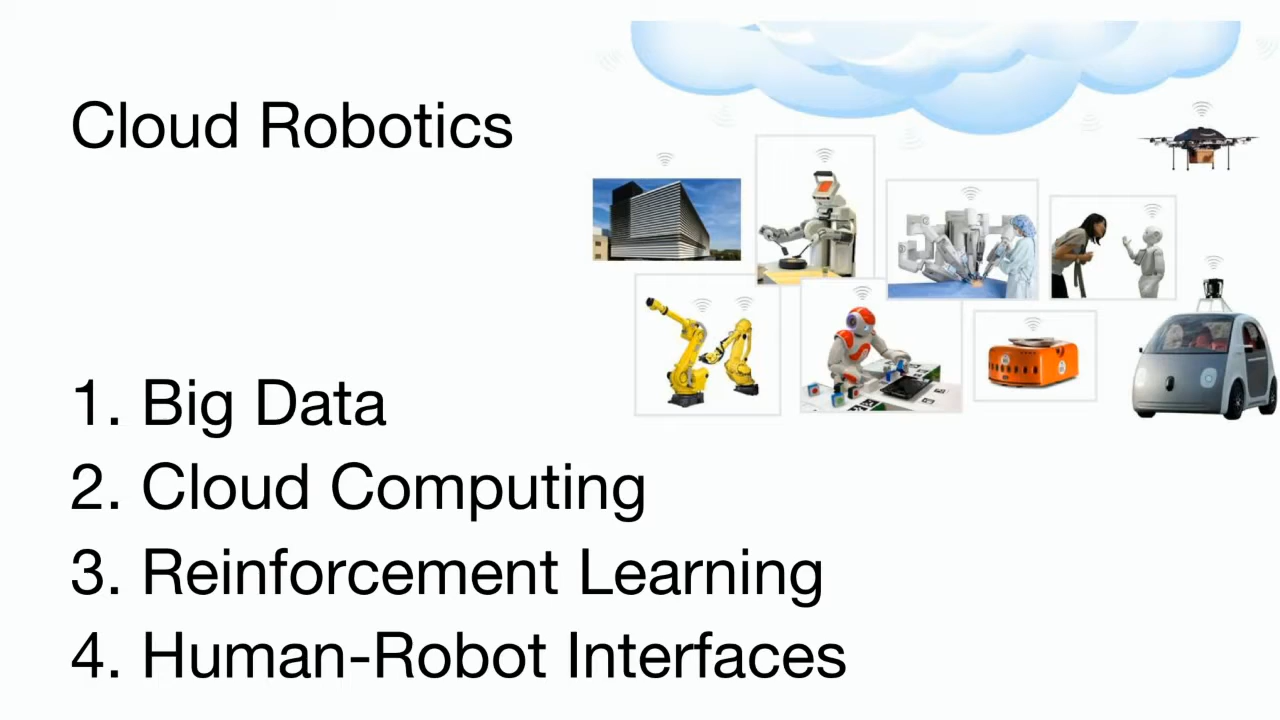 Cloud Robotics
1. Big Data
2. Cloud Computing
3. Reinforcement Learning
4. Human-Robot Interfaces